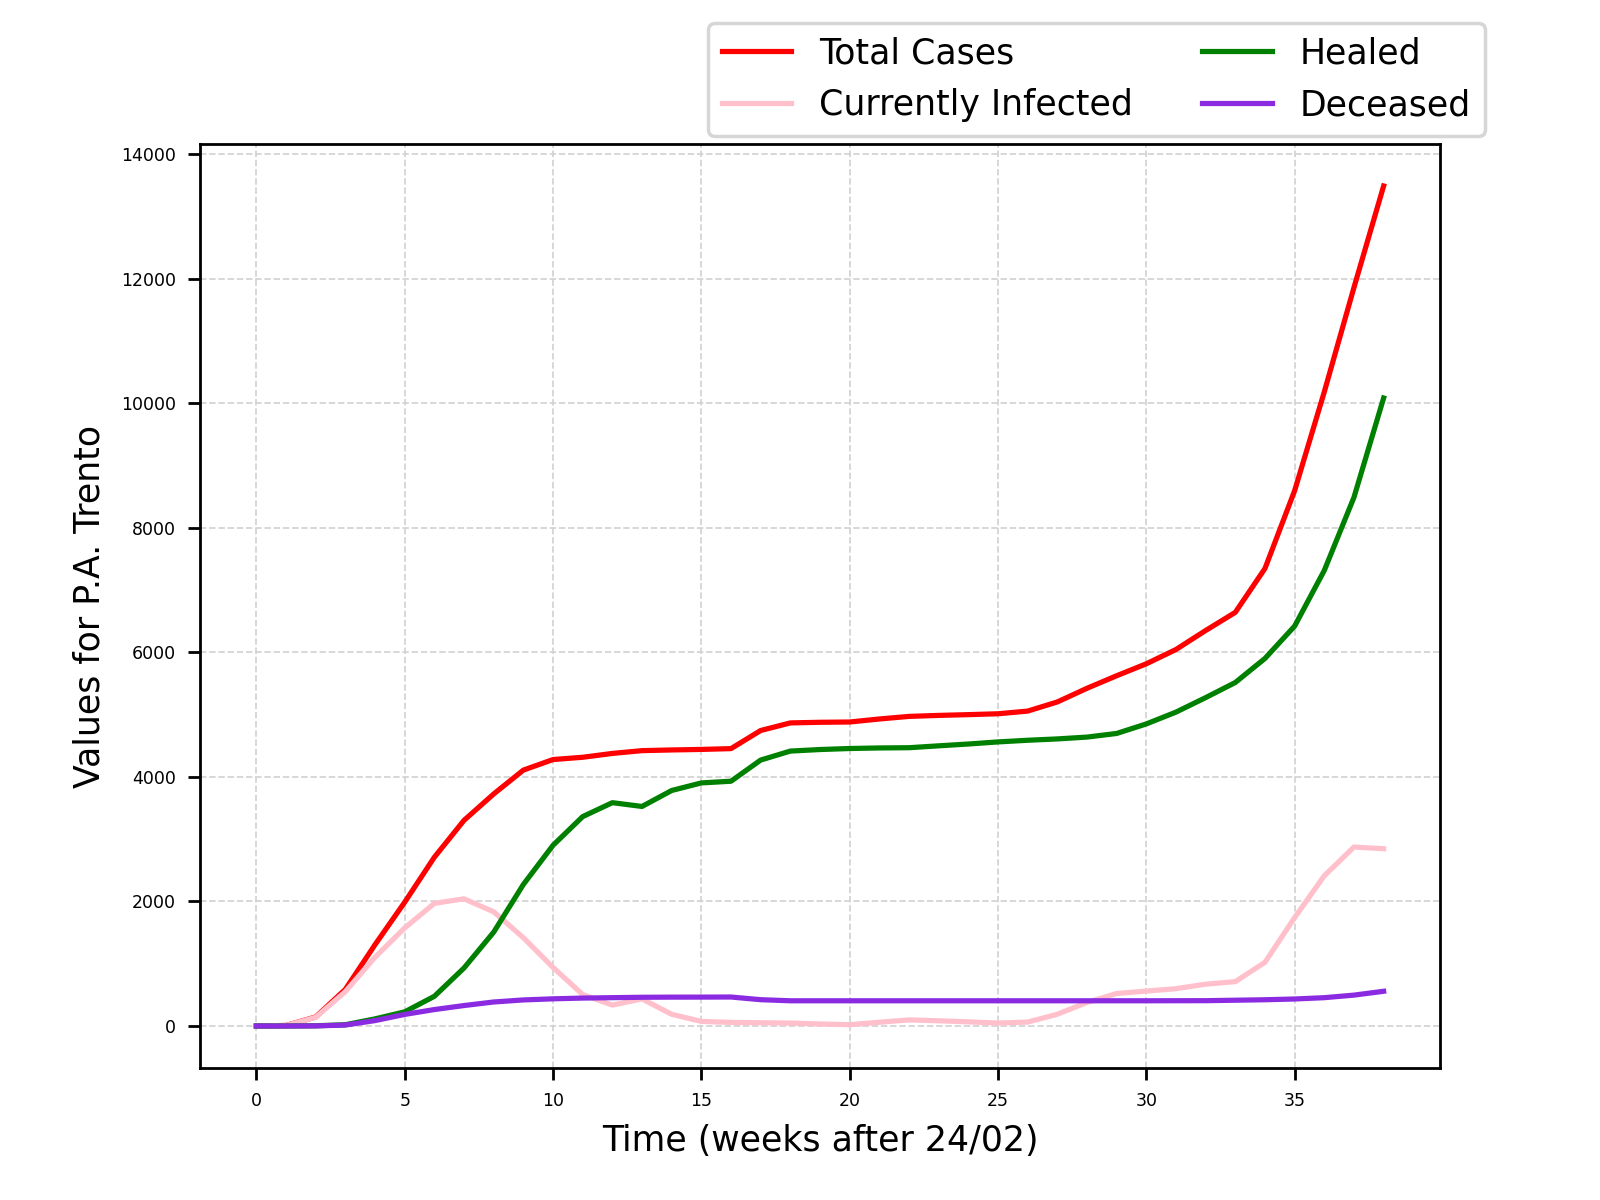 Total Cases
Currently Infected
Healed
Deceased
14000
12000
10000
8000
6000
4000
2000
0
Values for P.A. Trento
0 5 10 15 20 25 30 35
Time (weeks after 24/02)